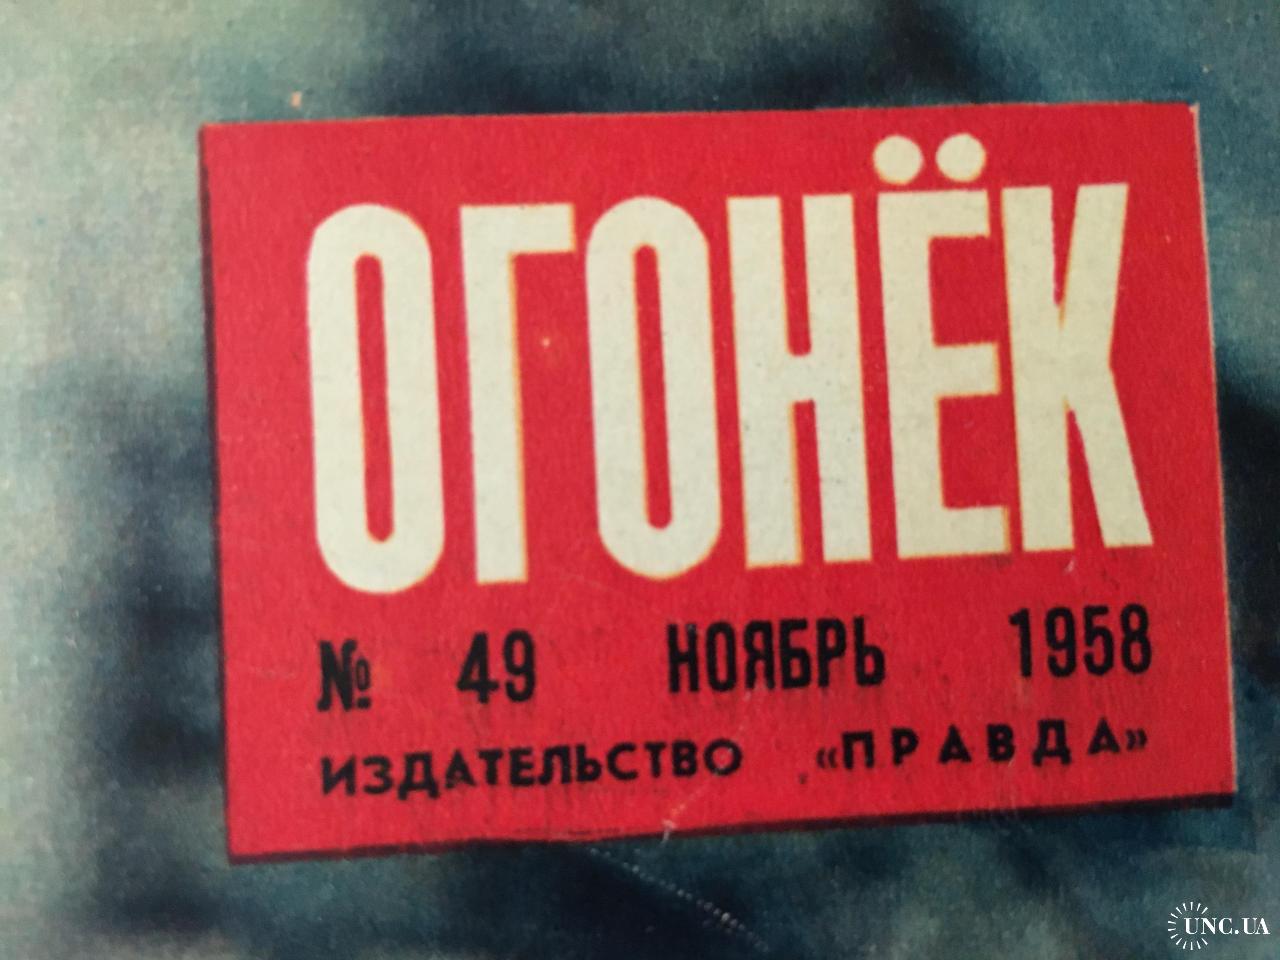 ОГОНЁК
№ 49 НОЯБРЬ 1958
ИЗДАТЕЛЬСТВО «ПРАВДА»
UNC.UA